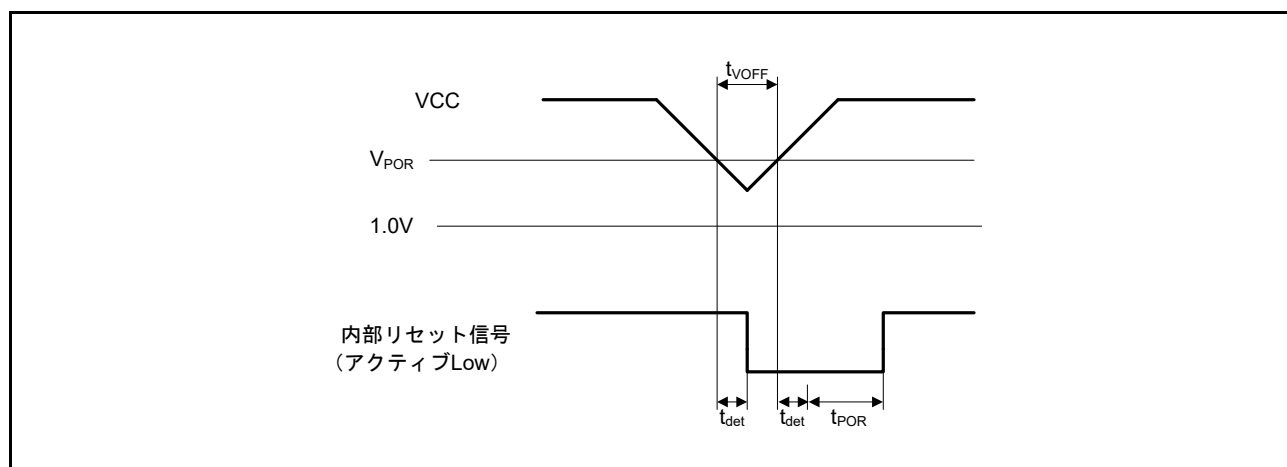 tVOFF
VCC
VPOR
1.0V
内部リセット信号
（アクティブLow）
tdet
tdet
tPOR